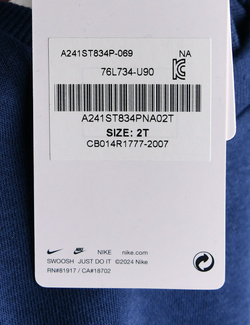 A241ST834P-069 NA
76L734-U90
A241ST834PNA02T
SIZE: 2T
CB014R1777-2007
NIKE nike.com
SWOOSH JUST DO IT ©2024 Nike
RN#81917 / CA#18702